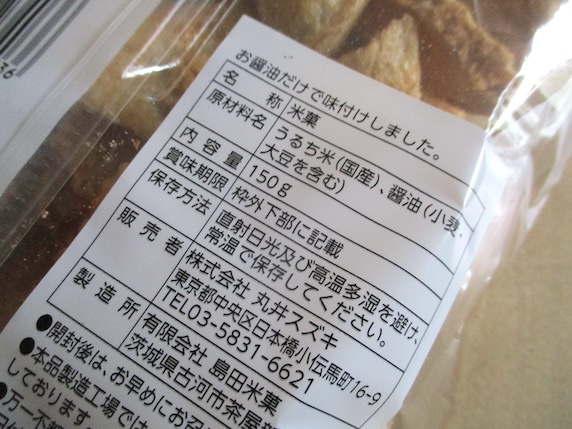 36
お醤油だけで味付けしました。
名 称 米菓
原材料名 うるち米(国産)、醤油(小麦、
大豆を含む)
内容量 150g
賞味期限 枠外下部に記載
保存方法 直射日光及び高温多湿を避け、
常温で保存してください。
販売者 株式会社 丸井スズキ
東京都中央区日本橋小伝馬町16-9
TEL03-5831-6621
製造所 有限会社 島田米菓
茨城県古河市茶屋
●開封後は、お早めにお召
●本品製造工場では
しております
●万一不